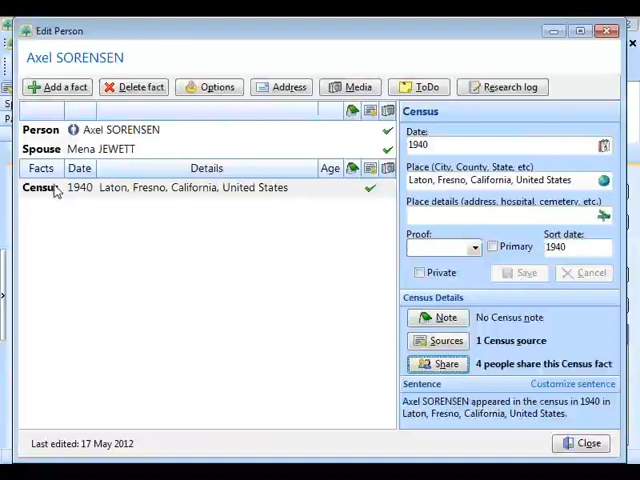 Edit Person
Axel SORENSEN
Add a fact Delete fact Options Address Media ToDo Research log
Person Axel SORENSEN
Spouse Mena JEWETT
Facts Date Details Age
Census 1940 Laton, Fresno, California, United States
Census
Date:
1940
Place (City, County, State, etc)
Laton, Fresno, California, United States
Place details (address, hospital, cemetery, etc.)
Proof: Sort date:
Primary 1940
Private Save Cancel
Census Details
Note No Census note
Sources 1 Census source
Share 4 people share this Census fact
Sentence Customize sentence
Axel SORENSEN appeared in the census in 1940 in
Laton, Fresno, California, United States.
Last edited: 17 May 2012 Close